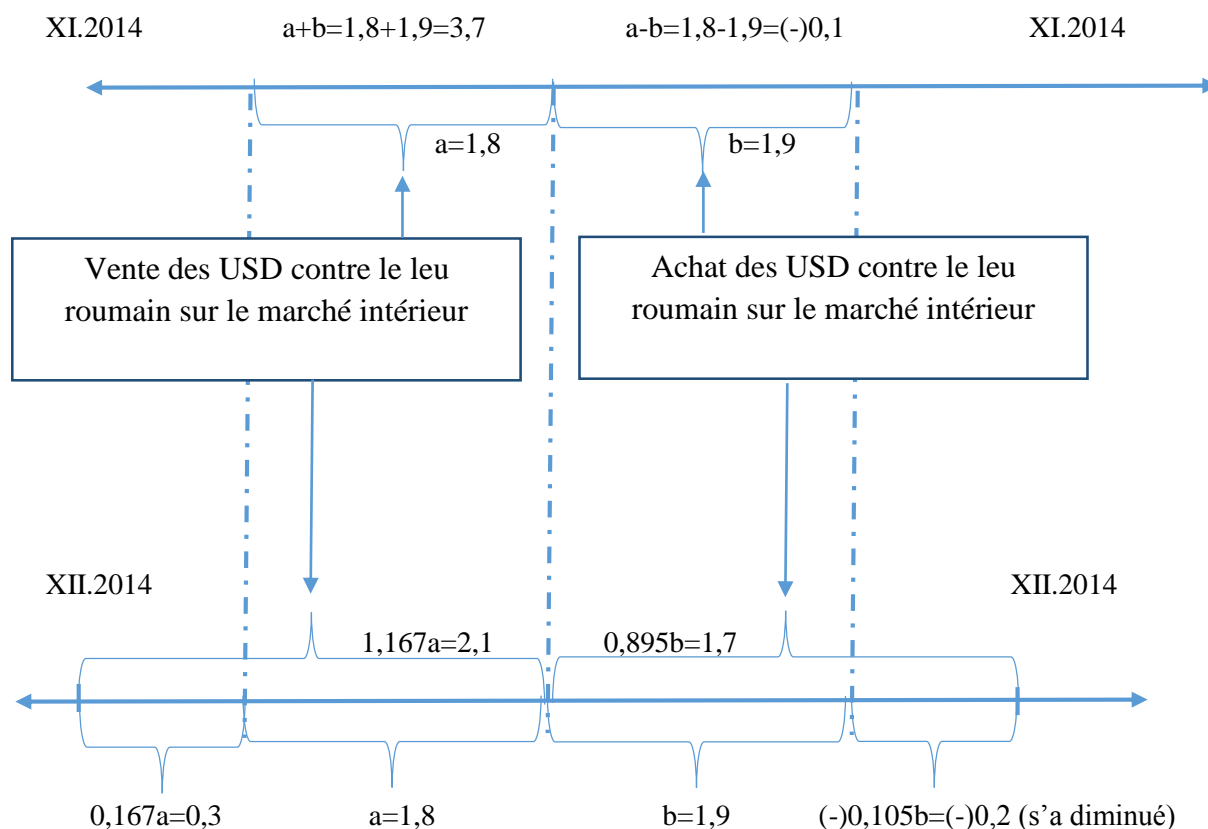 XI.2014 a+b=1,8+1,9=3,7 a-b=1,8-1,9=(-)0,1 XI.2014
a=1,8 b=1,9
Vente des USD contre le leu
roumain sur le marché intérieur
Achat des USD contre le leu
roumain sur le marché intérieur
XII.2014 XII.2014
1,167a=2,1 0,895b=1,7
0,167a=0,3 a=1,8 b=1,9 (-)0,105b=(-)0,2 (s’a diminué)